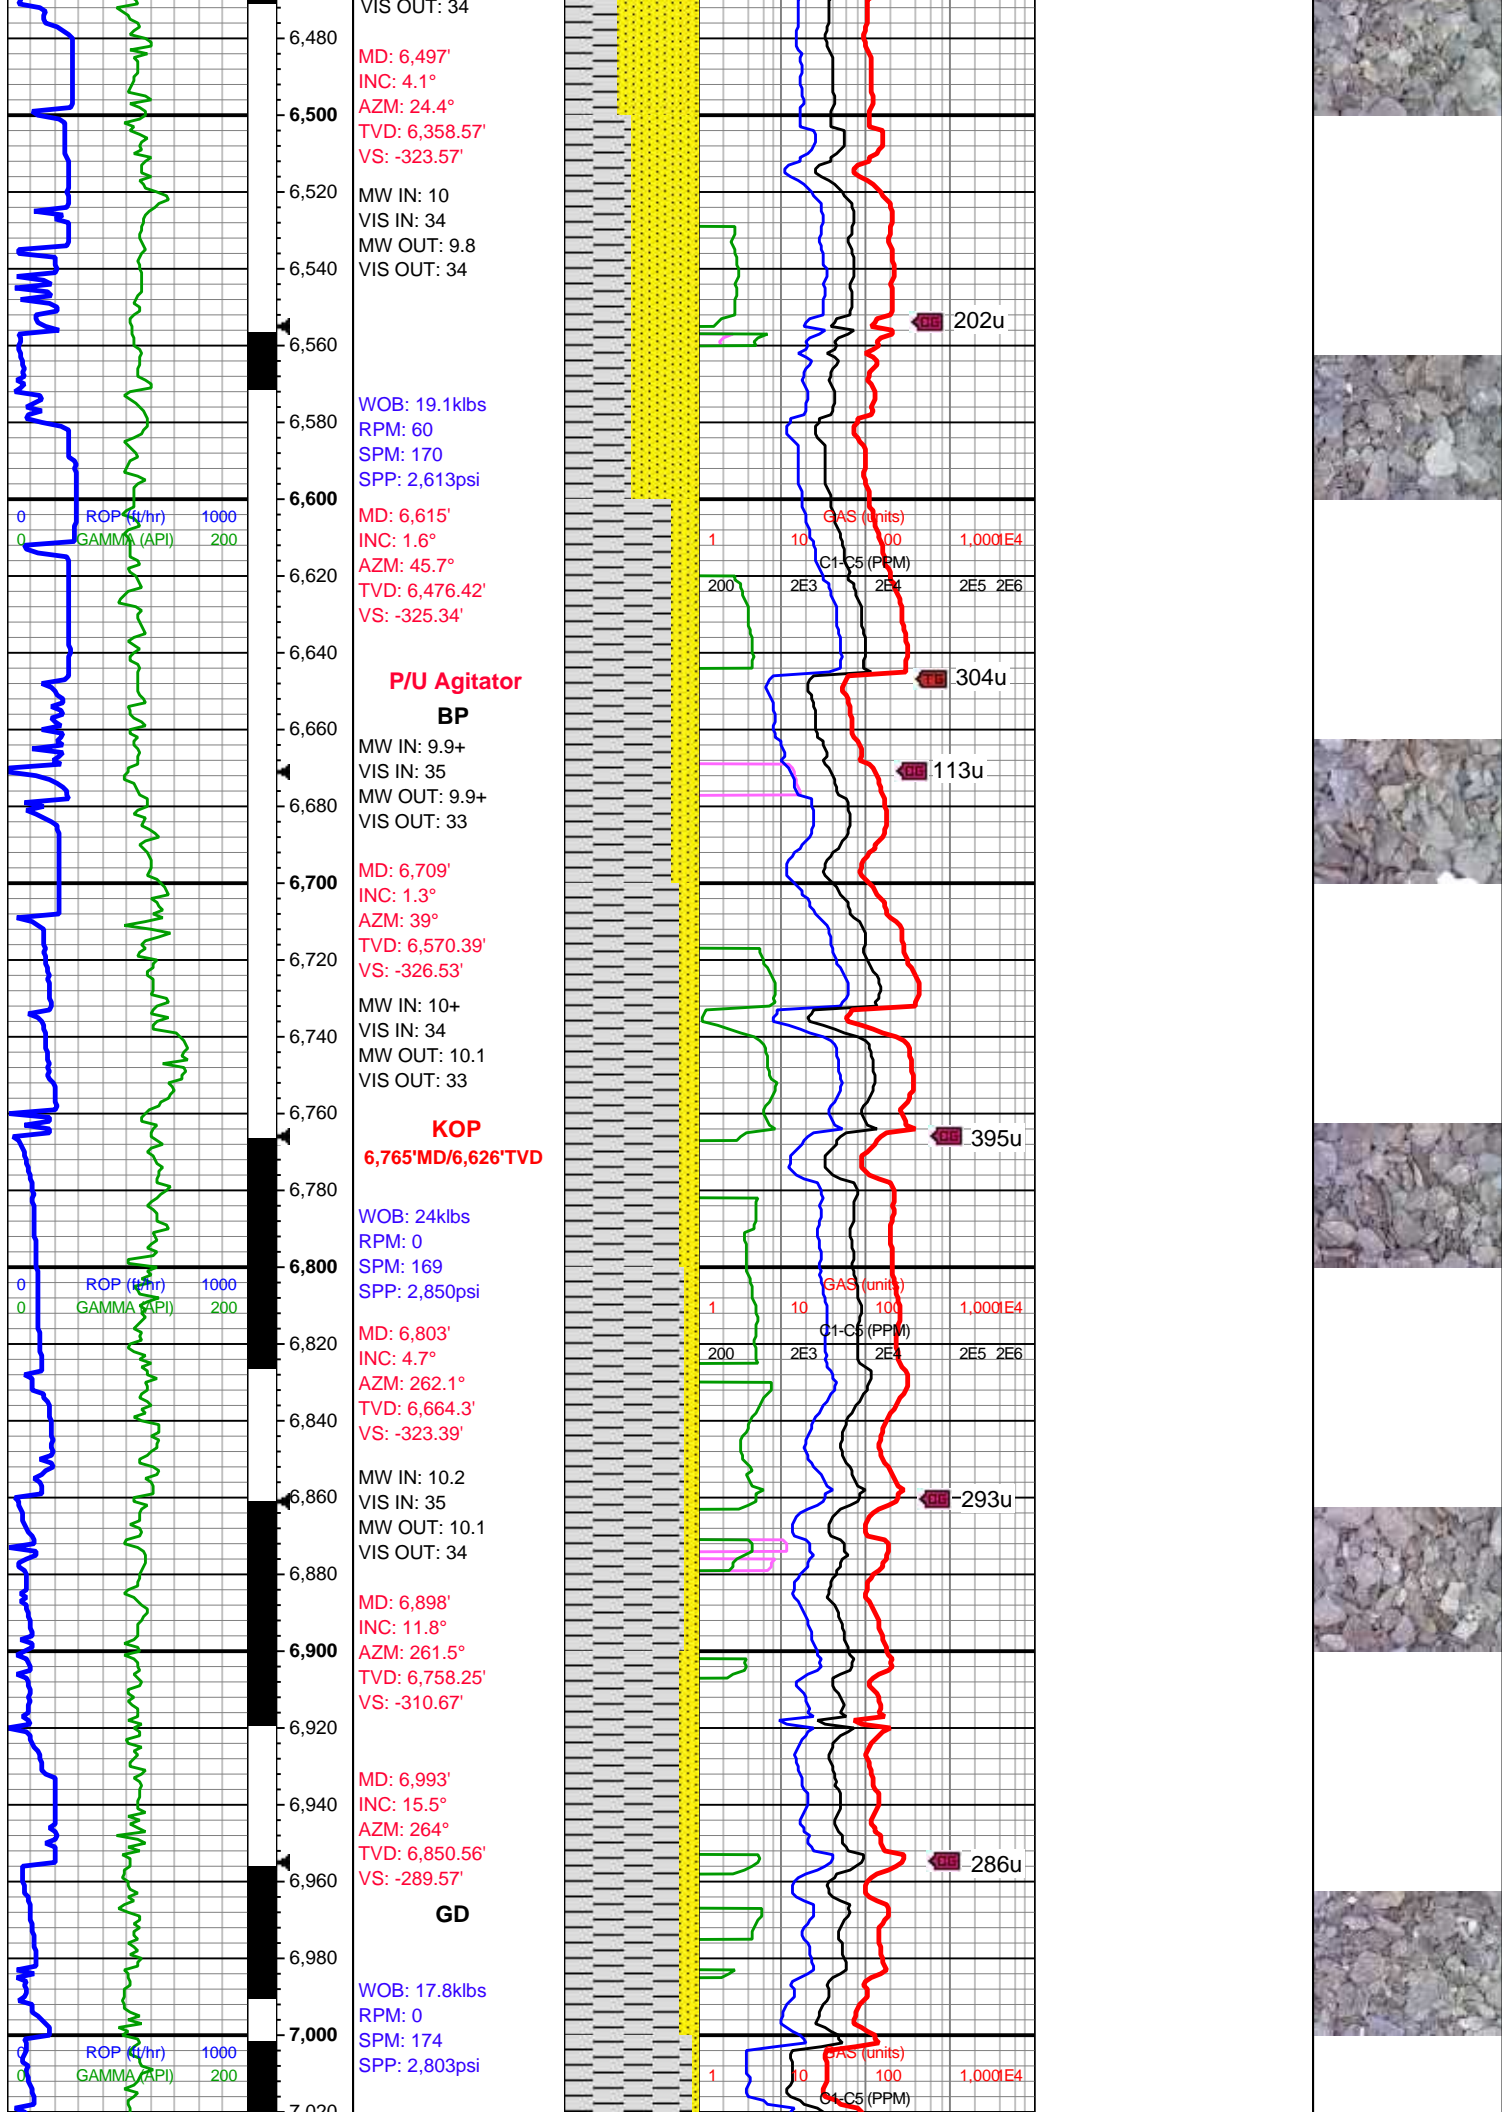 VIS OUT: 34
6,480
MD: 6,497'
INC: 4.1°
AZM: 24.4°
TVD: 6,358.57'
VS: -323.57'
6,500
6,520
MW IN: 10
VIS IN: 34
MW OUT: 9.8
VIS OUT: 34
6,540
CG 202u
6,560
WOB: 19.1klbs
RPM: 60
SPM: 170
SPP: 2,613psi
6,580
6,600
0 ROP (ft/hr) 1000
0 GAMMA (API) 200
GAS (units)
1 10 100 1,000 1E4
C1-C5 (PPM)
200 2E3 2E4 2E5 2E6
MD: 6,615'
INC: 1.6°
AZM: 45.7°
TVD: 6,476.42'
VS: -325.34'
6,620
6,640
P/U Agitator
TG 304u
BP
6,660
MW IN: 9.9+
VIS IN: 35
MW OUT: 9.9+
VIS OUT: 33
CG 113u
6,680
MD: 6,709'
INC: 1.3°
AZM: 39°
TVD: 6,570.39'
VS: -326.53'
6,700
6,720
MW IN: 10+
VIS IN: 34
MW OUT: 10.1
VIS OUT: 33
6,740
6,760
KOP
6,765'MD/6,626'TVD
CG 395u
6,780
WOB: 24klbs
RPM: 0
SPM: 169
SPP: 2,850psi
6,800
0 ROP (ft/hr) 1000
0 GAMMA (API) 200
GAS (units)
1 10 100 1,000 1E4
C1-C5 (PPM)
200 2E3 2E4 2E5 2E6
MD: 6,803'
INC: 4.7°
AZM: 262.1°
TVD: 6,664.3'
VS: -323.39'
6,820
6,840
MW IN: 10.2
VIS IN: 35
MW OUT: 10.1
VIS OUT: 34
6,860
CG 293u
6,880
MD: 6,898'
INC: 11.8°
AZM: 261.5°
TVD: 6,758.25'
VS: -310.67'
6,900
6,920
MD: 6,993'
INC: 15.5°
AZM: 264°
TVD: 6,850.56'
VS: -289.57'
6,940
CG 286u
6,960
GD
6,980
WOB: 17.8klbs
RPM: 0
SPM: 174
SPP: 2,803psi
7,000
0 ROP (ft/hr) 1000
0 GAMMA (API) 200
GAS (units)
1 10 100 1,000 1E4
C1-C5 (PPM)
7,020